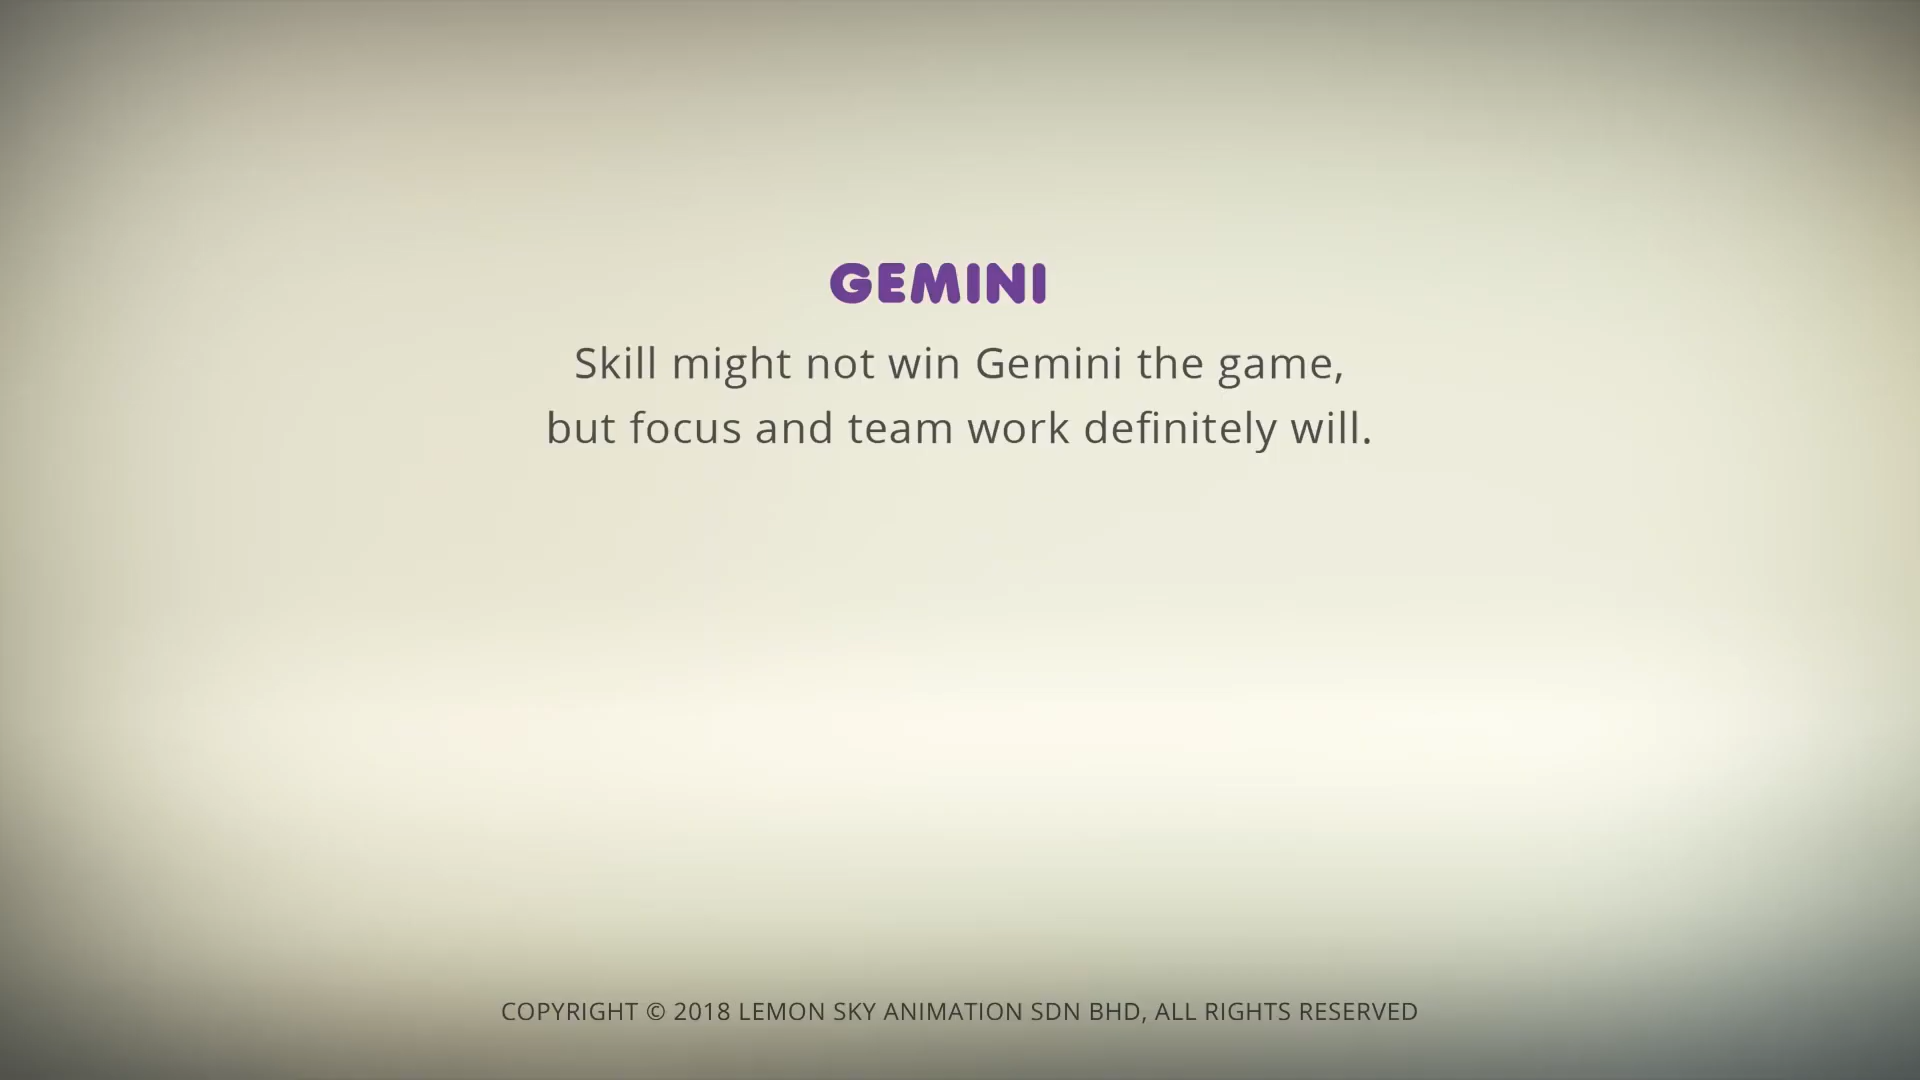 GEMINI
Skill might not win Gemini the game,
but focus and team work definitely will.
COPYRIGHT © 2018 LEMON SKY ANIMATION SDN BHD, ALL RIGHTS RESERVED